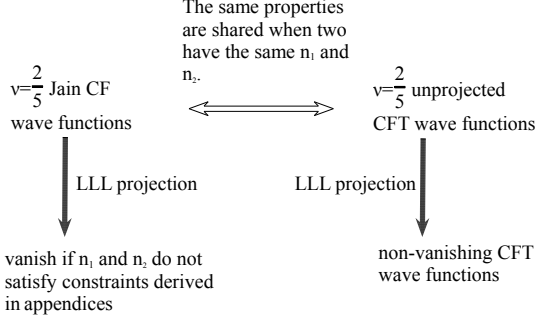 The same properties
are shared when two
have the same n₁ and
n₂.
ν=2/5 Jain CF
wave functions
ν=2/5 unprojected
CFT wave functions
LLL projection
LLL projection
vanish if n₁ and n₂ do not
satisfy constraints derived
in appendices
non-vanishing CFT
wave functions